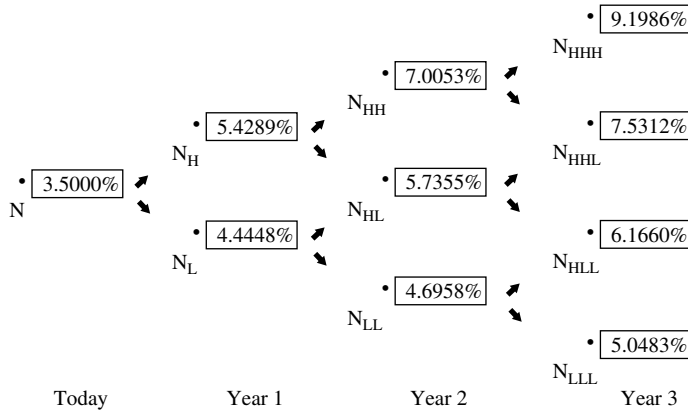 9.1986%
N_HHH
7.0053%
N_HH
5.4289%
7.5312%
N_H
N_HHL
3.5000%
5.7355%
N
N_HL
4.4448%
6.1660%
N_L
N_HLL
4.6958%
N_LL
5.0483%
N_LLL
Today Year 1 Year 2 Year 3